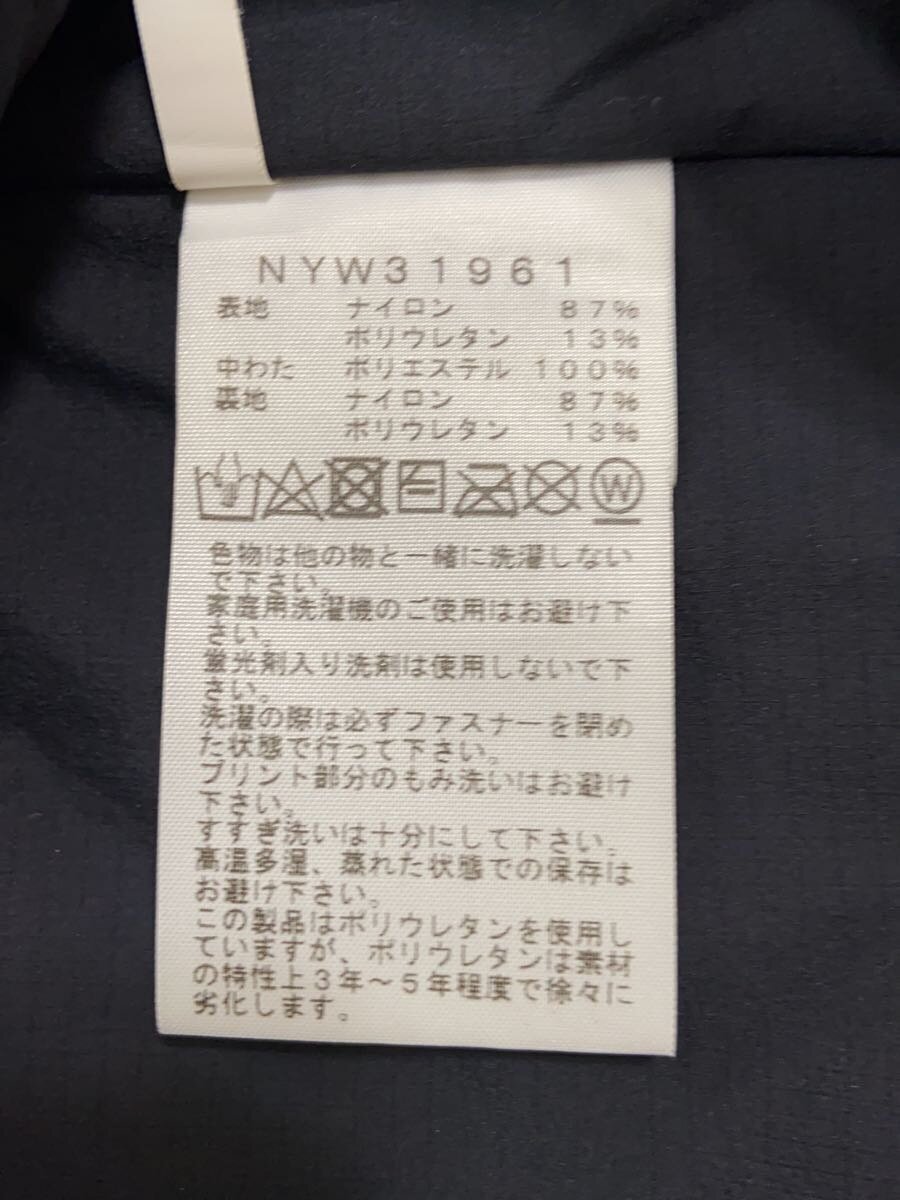 NYW31961
表地 ナイロン 87%
ポリウレタン 13%
中わた ポリエステル 100%
裏地 ナイロン 87%
ポリウレタン 13%
W
色物は他の物と一緒に洗濯しない
で下さい。
家庭用洗濯機のご使用はお避け下
さい。
蛍光剤入り洗剤は使用しないで下
さい。
洗濯の際は必ずファスナーを閉め
た状態で行って下さい。
プリント部分のもみ洗いはお避け
下さい。
すすぎ洗いは十分にして下さい。
高温多湿、蒸れた状態での保存は
お避け下さい。
この製品はポリウレタンを使用し
ていますが、ポリウレタンは素材
の特性上3年～5年程度で徐々に
劣化します。